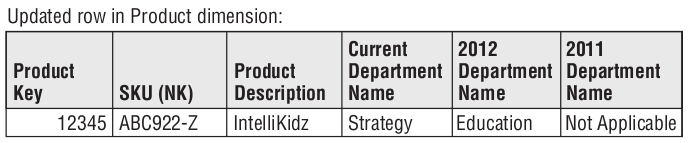 Updated row in Product dimension:
Product Key | SKU (NK) | Product Description | Current Department Name | 2012 Department Name | 2011 Department Name
12345 | ABC922-Z | IntelliKidz | Strategy | Education | Not Applicable